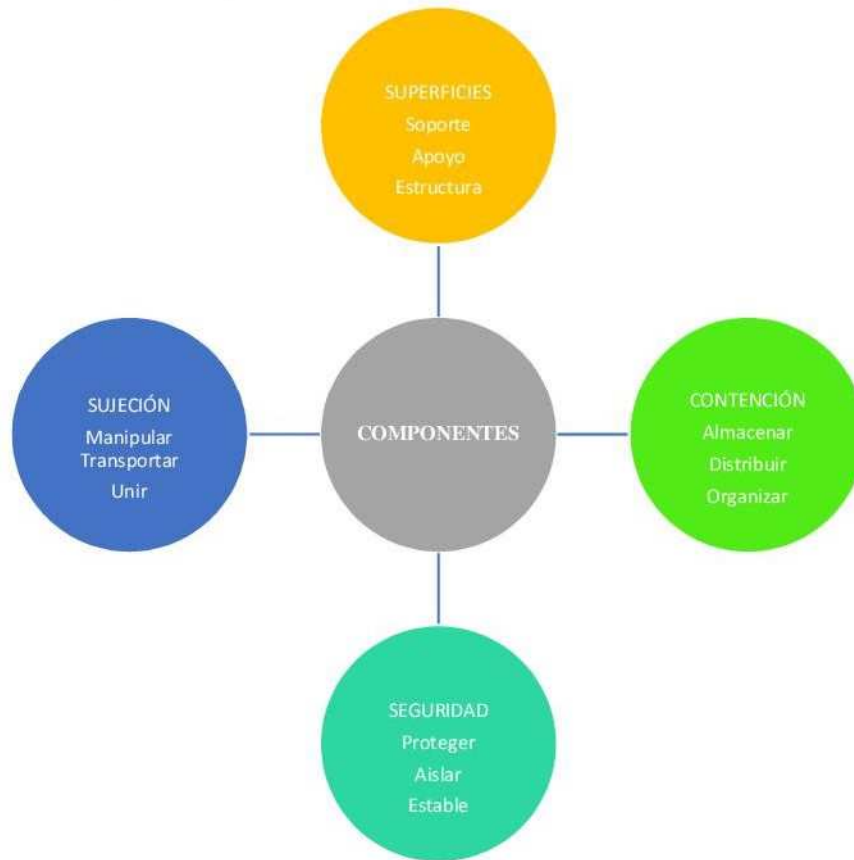 SUPERFICIES
Soporte
Apoyo
Estructura
SUJECIÓN
Manipular
Transportar
Unir
COMPONENTES
CONTENCIÓN
Almacenar
Distribuir
Organizar
SEGURIDAD
Proteger
Aislar
Estable